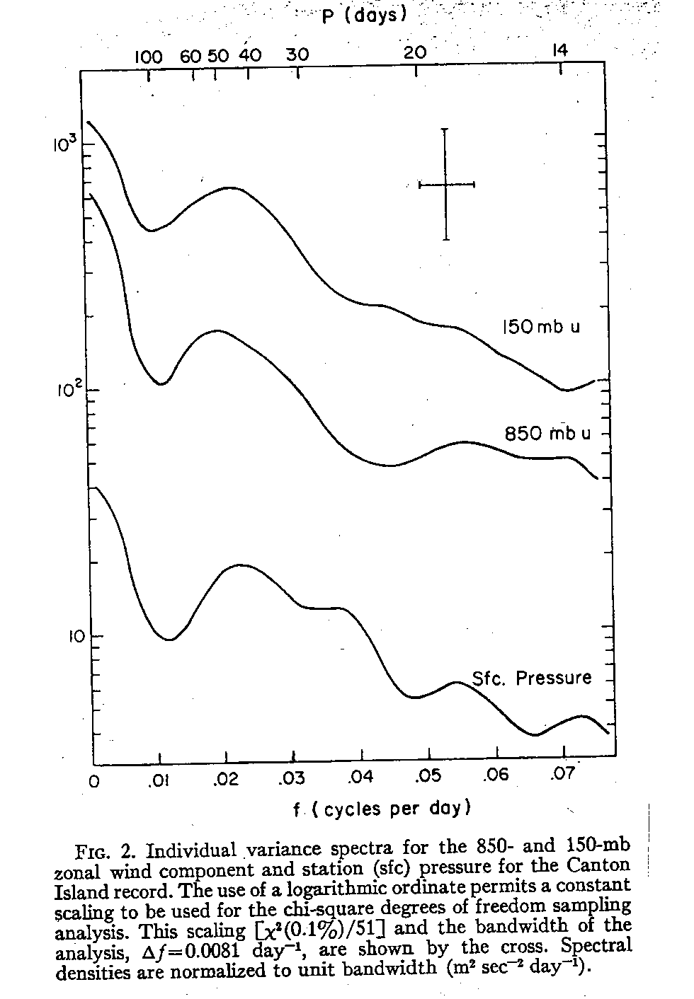 P (days)
100 60 50 40 30 20 14
10³
150 mb u
10²
850 mb u
10
Sfc. Pressure
0 .01 .02 .03 .04 .05 .06 .07
f (cycles per day)
FIG. 2. Individual variance spectra for the 850- and 150-mb
zonal wind component and station (sfc) pressure for the Canton
Island record. The use of a logarithmic ordinate permits a constant
scaling to be used for the chi-square degrees of freedom sampling
analysis. This scaling [χ²(0.1%)/51] and the bandwidth of the
analysis, Δf=0.0081 day⁻¹, are shown by the cross. Spectral
densities are normalized to unit bandwidth (m² sec⁻² day⁻¹).